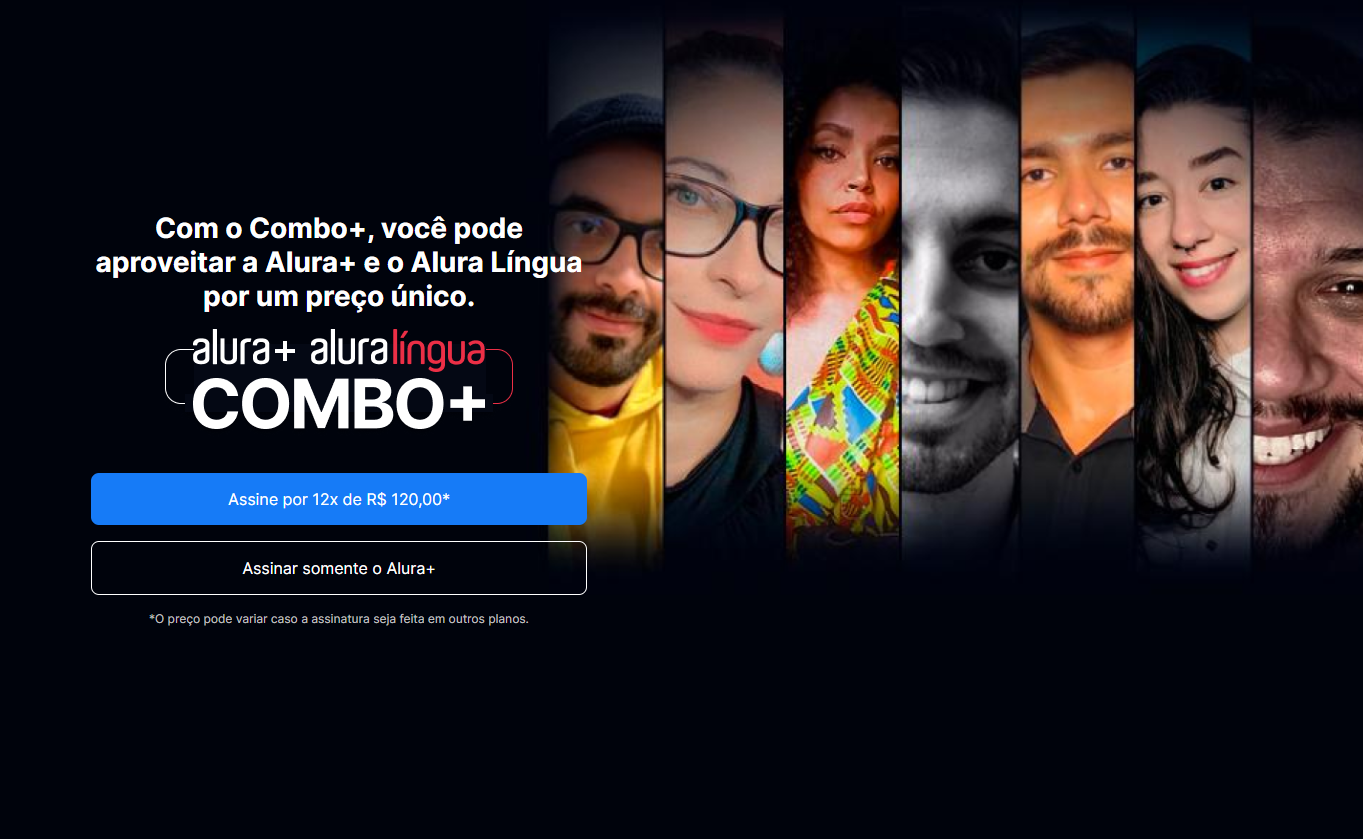 Com o Combo+, você pode
aproveitar a Alura+ e o Alura Língua
por um preço único.
alura+ aluralíngua
COMBO+
Assine por 12x de R$ 120,00*
Assinar somente o Alura+
*O preço pode variar caso a assinatura seja feita em outros planos.